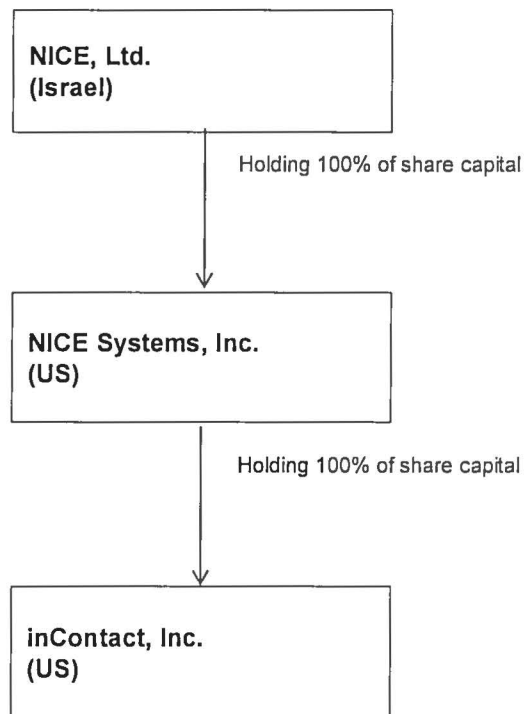 NICE, Ltd.
(Israel)
Holding 100% of share capital
NICE Systems, Inc.
(US)
Holding 100% of share capital
inContact, Inc.
(US)